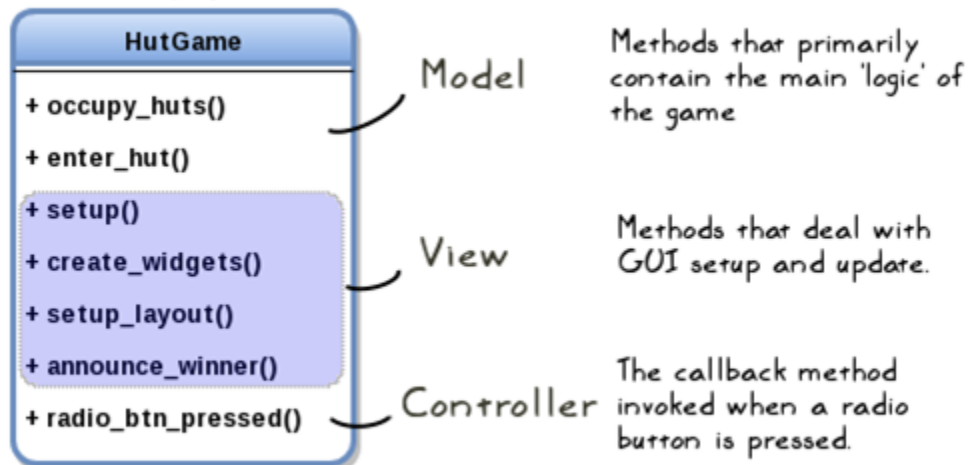 HutGame
+ occupy_huts()
+ enter_hut()
+ setup()
+ create_widgets()
+ setup_layout()
+ announce_winner()
+ radio_btn_pressed()
Model
Methods that primarily
contain the main 'logic' of
the game
View
Methods that deal with
GUI setup and update.
Controller
The callback method
invoked when a radio
button is pressed.